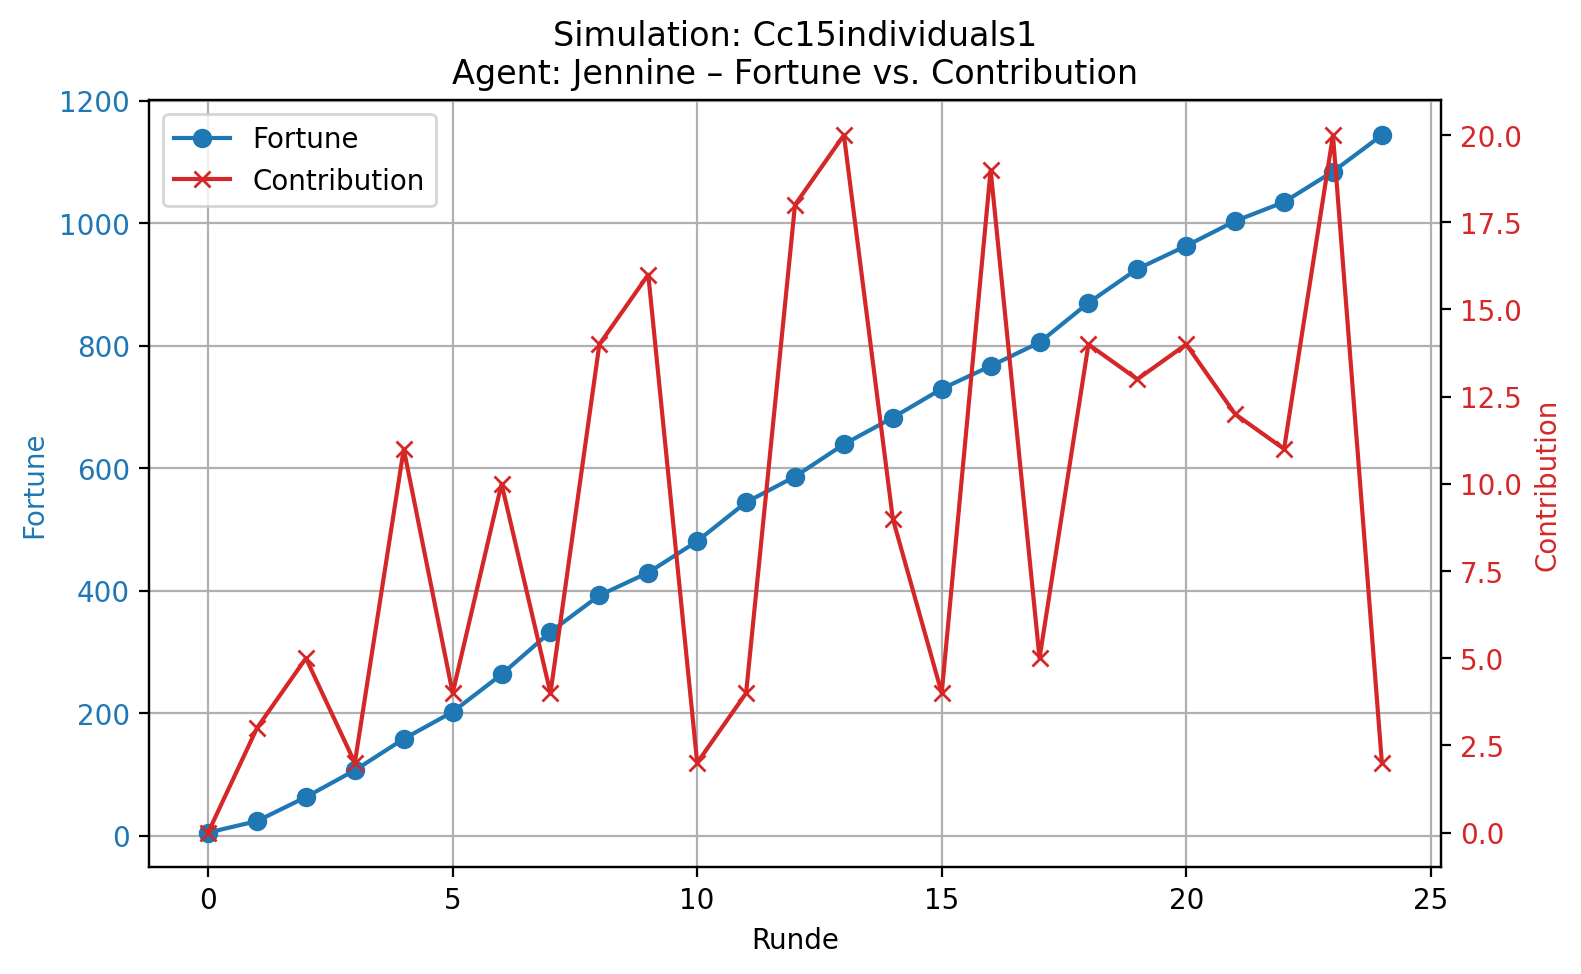 Simulation: Cc15individuals1
Agent: Jennine – Fortune vs. Contribution
Fortune
Contribution
1200
1000
800
600
400
200
0
Fortune
20.0
17.5
15.0
12.5
10.0
7.5
5.0
2.5
0.0
Contribution
0 5 10 15 20 25
Runde